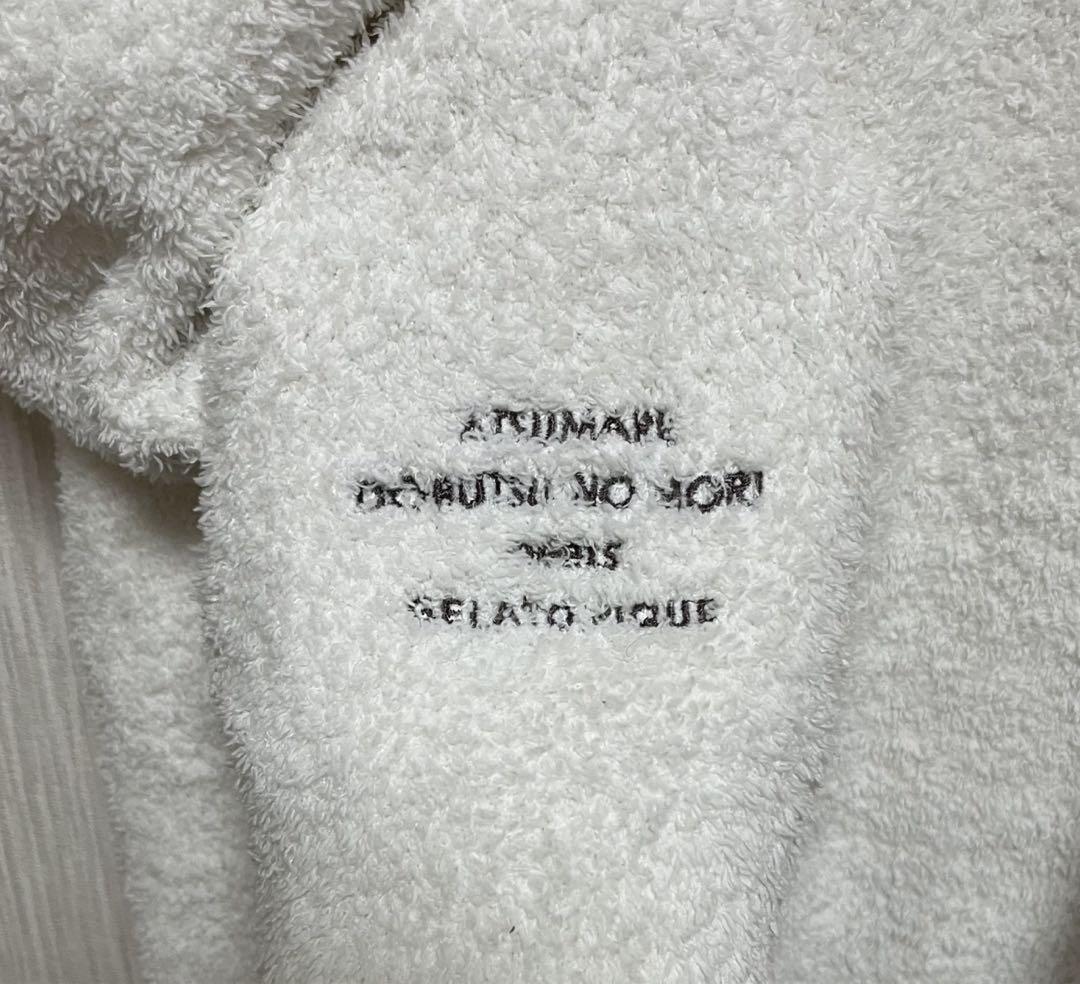 ATSUMARE
DOBUTSU NO MORI
GELATO PIQUE